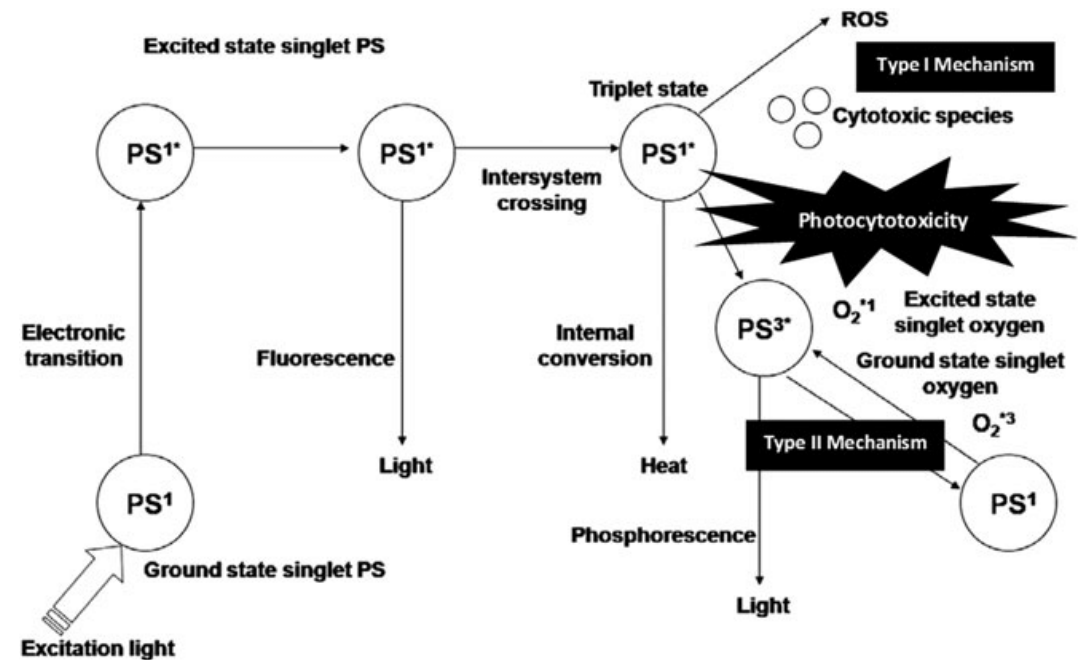 Excited state singlet PS
ROS
Type I Mechanism
Triplet state
Cytotoxic species
PS¹*
PS¹*
PS¹*
Intersystem
crossing
Photocytotoxicity
Electronic
transition
Fluorescence
Internal
conversion
PS³*
O₂*¹
Excited state
singlet oxygen
Ground state singlet
oxygen
O₂*³
Light
Heat
Type II Mechanism
PS¹
PS¹
Phosphorescence
Ground state singlet PS
Light
Excitation light